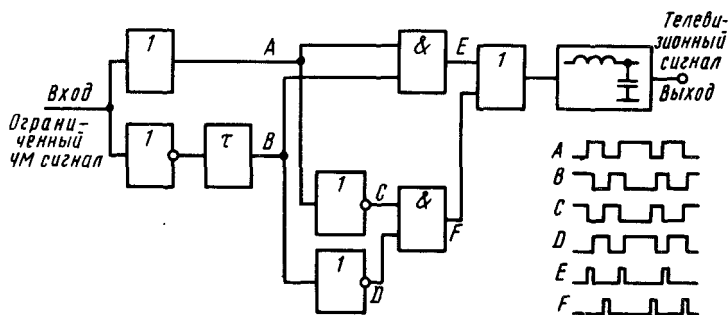 Телеви-
зионный
сигнал
Выход
1
A
&
E
1
Вход
Ограни-
ченный
ЧМ сигнал
1
τ
B
1
C
&
F
1
D
A
B
C
D
E
F